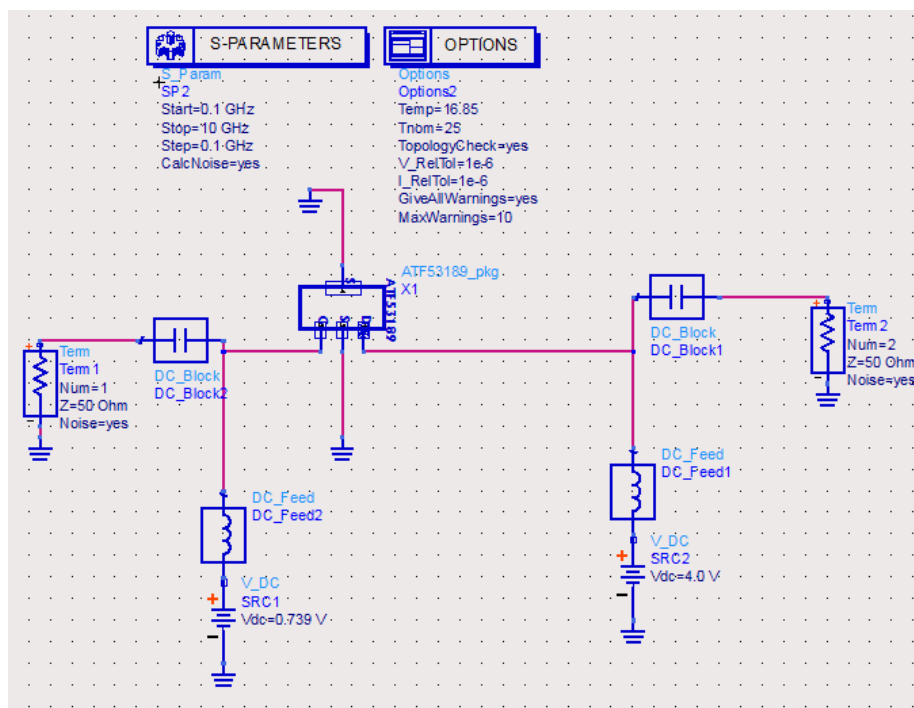 S-PARAMETERS
OPTIONS
S_Param
SP2
Start=0.1 GHz
Stop=10 GHz
Step=0.1 GHz
CalcNoise=yes
Options
Options2
Temp=16.85
Tnom=25
TopologyCheck=yes
V_RelTol=1e-6
I_RelTol=1e-6
GiveAllWarnings=yes
MaxWarnings=10
ATF53189_pkg
X1
ATF53189
S
G
S
D
Term
Term1
Num=1
Z=50 Ohm
Noise=yes
DC_Block
DC_Block2
DC_Block
DC_Block1
Term
Term2
Num=2
Z=50 Ohm
Noise=yes
DC_Feed
DC_Feed2
DC_Feed
DC_Feed1
V_DC
SRC1
Vdc=0.739 V
V_DC
SRC2
Vdc=4.0 V